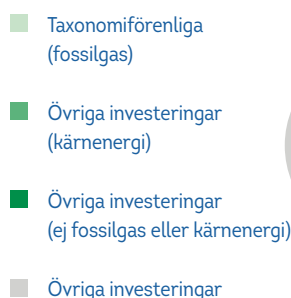 Taxonomiförenliga
(fossilgas)
Övriga investeringar
(kärnenergi)
Övriga investeringar
(ej fossilgas eller kärnenergi)
Övriga investeringar